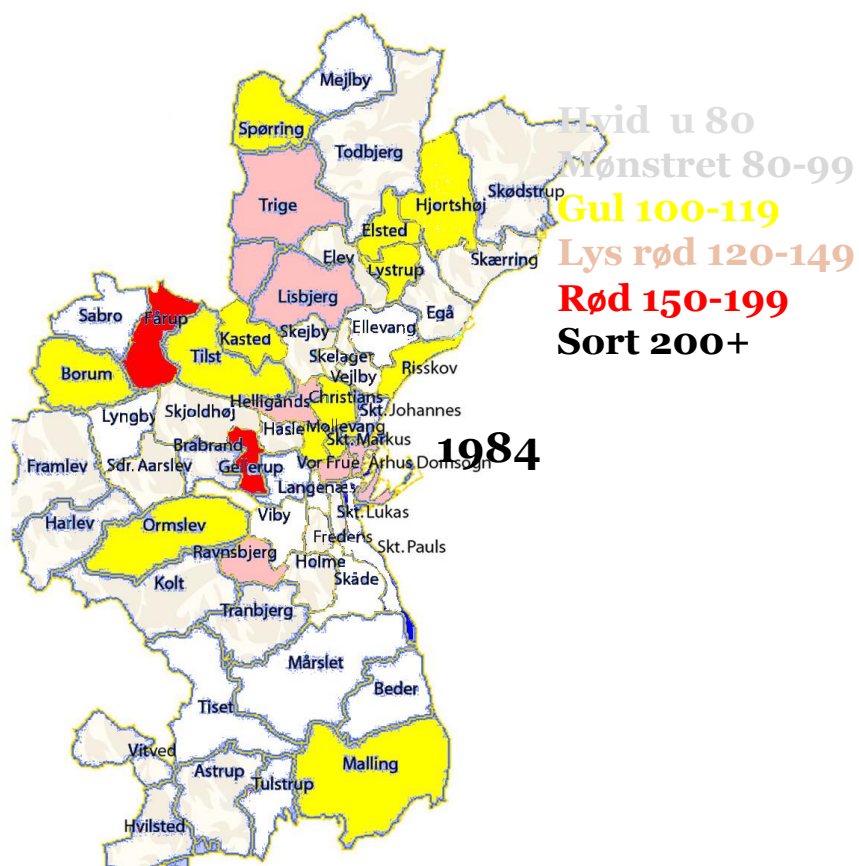 Mejlby
Hvid u 80
Spørring
Todbjerg
Mønstret 80-99
Skødstrup
Trige
Hjortshøj
Gul 100-119
Elsted
Elev
Lystrup
Skærring
Lys rød 120-149
Lisbjerg
Rød 150-199
Sabro
Fårup
Egå
Kasted
Skejby
Ellevang
Sort 200+
Tilst
Skelager
Borum
Vejlby
Risskov
Helligånds
Christians
Lyngby
Skjoldhøj
Skt. Johannes
Hasle
Møllevang
Brabrand
Skt. Markus
1984
Framlev
Sdr. Aarslev
Gellerup
Vor Frue
Århus Domsogn
Langenæs
Harlev
Ormslev
Viby
Skt. Lukas
Fredens
Skt. Pauls
Ravnsbjerg
Holme
Kolt
Skåde
Tranbjerg
Mårslet
Beder
Tiset
Vitved
Astrup
Malling
Tulstrup
Hvilsted